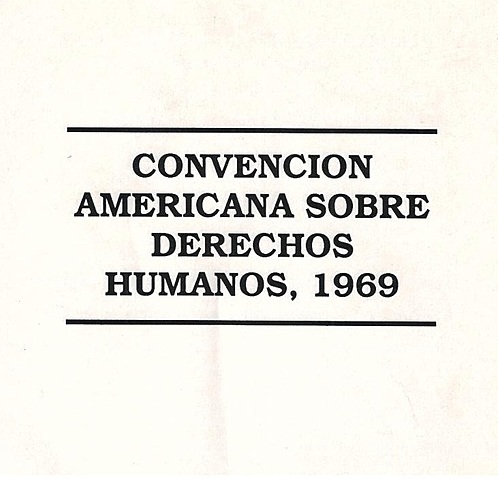 CONVENCION
AMERICANA SOBRE
DERECHOS
HUMANOS, 1969